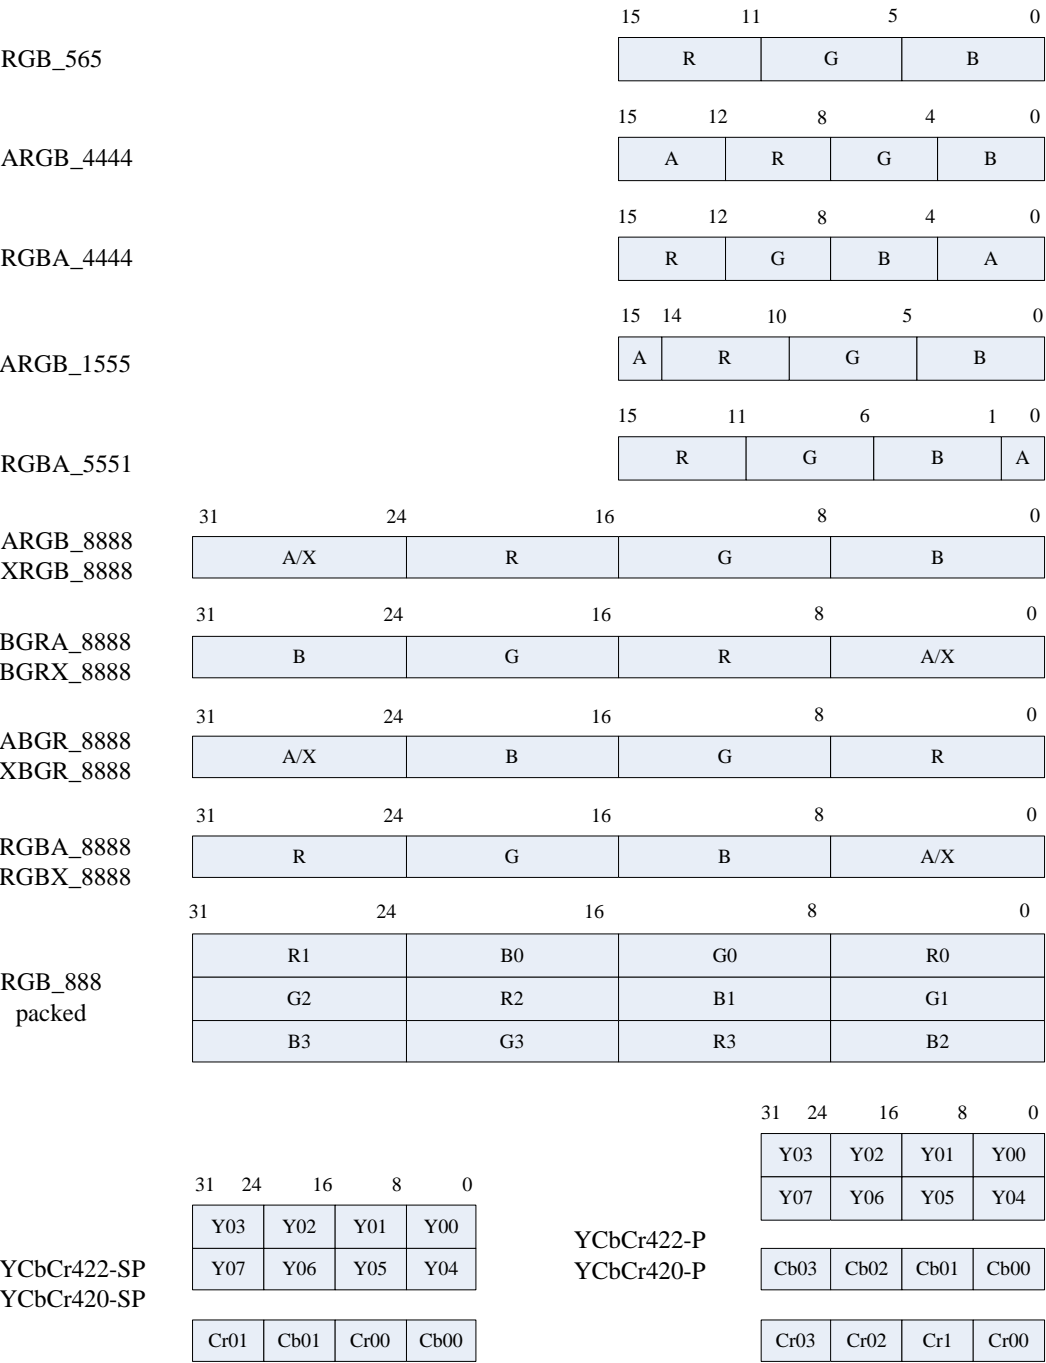 15 11 5 0
RGB_565 R G B
15 12 8 4 0
ARGB_4444 A R G B
15 12 8 4 0
RGBA_4444 R G B A
15 14 10 5 0
ARGB_1555 A R G B
15 11 6 1 0
RGBA_5551 R G B A
31 24 16 8 0
ARGB_8888
XRGB_8888
A/X R G B
31 24 16 8 0
BGRA_8888
BGRX_8888
B G R A/X
31 24 16 8 0
ABGR_8888
XBGR_8888
A/X B G R
31 24 16 8 0
RGBA_8888
RGBX_8888
R G B A/X
31 24 16 8 0
RGB_888
packed
R1 B0 G0 R0
G2 R2 B1 G1
B3 G3 R3 B2
31 24 16 8 0
YCbCr422-SP
YCbCr420-SP
Y03 Y02 Y01 Y00
Y07 Y06 Y05 Y04
Cr01 Cb01 Cr00 Cb00
31 24 16 8 0
YCbCr422-P
YCbCr420-P
Y03 Y02 Y01 Y00
Y07 Y06 Y05 Y04
Cb03 Cb02 Cb01 Cb00
Cr03 Cr02 Cr1 Cr00